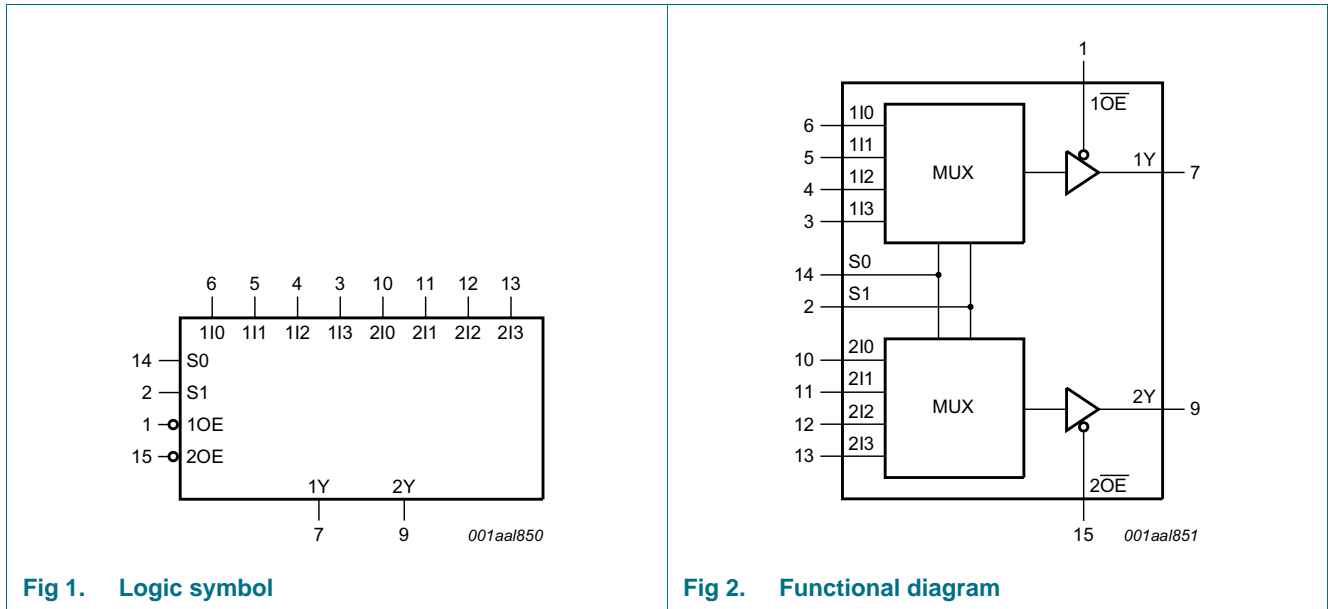 6 5 4 3 10 11 12 13
1I0 1I1 1I2 1I3 2I0 2I1 2I2 2I3
14 S0
2 S1
1 1OE
15 2OE
1Y 2Y
7 9 001aal850
Fig 1. Logic symbol
1
1O̅E̅
6 1I0
5 1I1
4 1I2
3 1I3
MUX
1Y 7
14 S0
2 S1
10 2I0
11 2I1
12 2I2
13 2I3
MUX
2Y 9
2O̅E̅
15 001aal851
Fig 2. Functional diagram